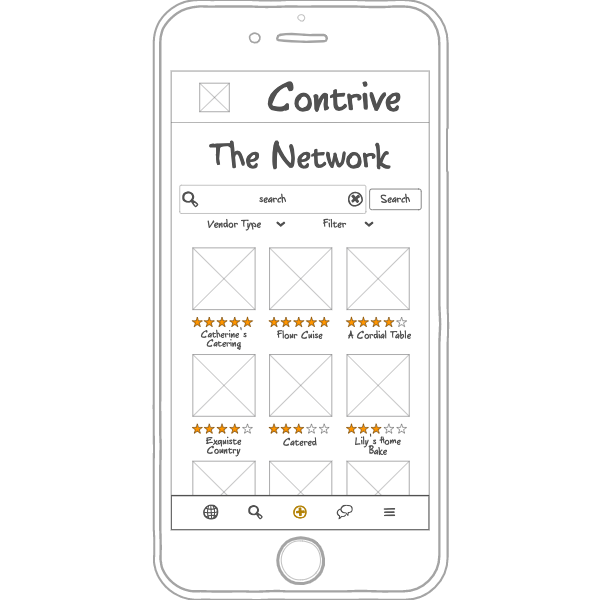 Contrive
The Network
search
Search
Vendor Type
Filter
Catherine's
Catering
Flour Cuise
A Cordial Table
Exquiste
Country
Catered
Lily's Home
Bake